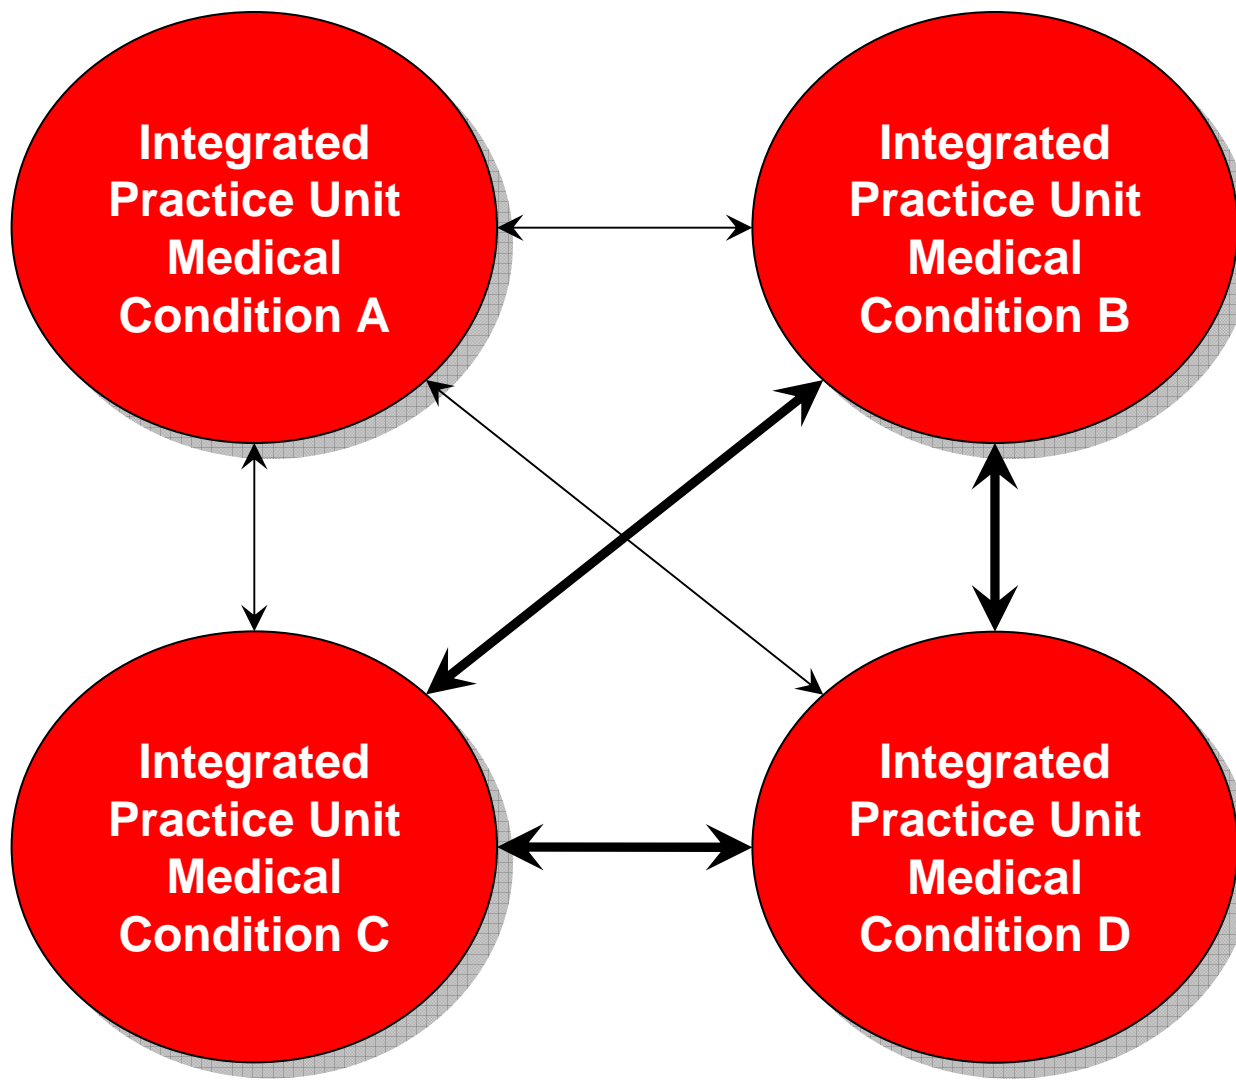 Integrated
Practice Unit
Medical
Condition A
Integrated
Practice Unit
Medical
Condition B
Integrated
Practice Unit
Medical
Condition C
Integrated
Practice Unit
Medical
Condition D